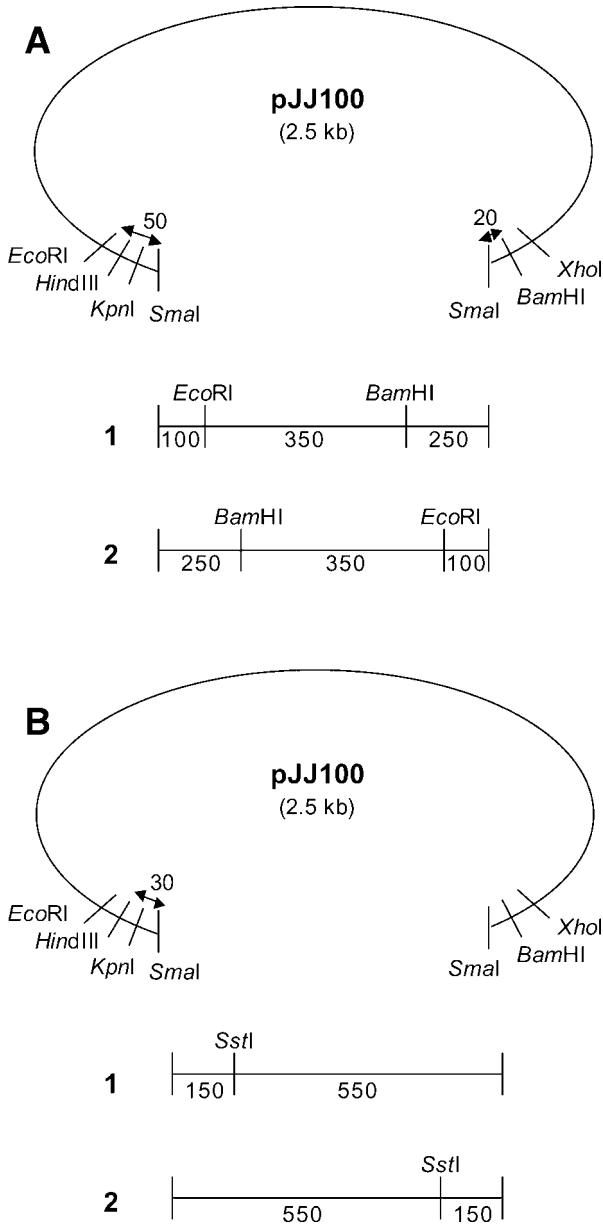 A
pJJ100
(2.5 kb)
50
20
EcoRI
HindIII
KpnI
SmaI
SmaI
BamHI
XhoI
EcoRI
BamHI
1
100
350
250
BamHI
EcoRI
2
250
350
100
B
pJJ100
(2.5 kb)
30
EcoRI
HindIII
KpnI
SmaI
SmaI
BamHI
XhoI
SstI
1
150
550
SstI
2
550
150